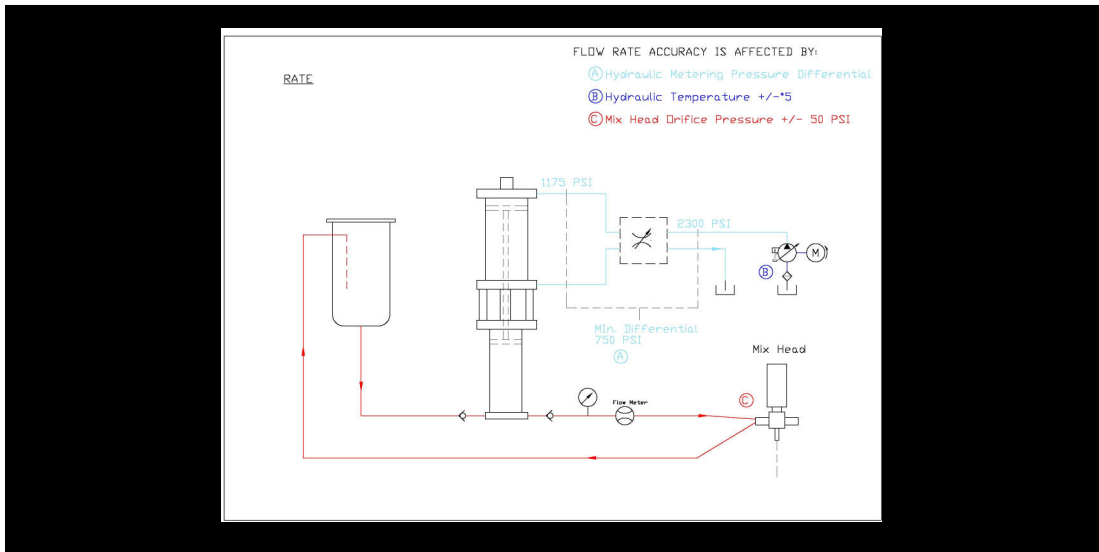 FLOW RATE ACCURACY IS AFFECTED BY:
RATE
A Hydraulic Metering Pressure Differential
B Hydraulic Temperature +/-°5
C Mix Head Orifice Pressure +/- 50 PSI
1175 PSI
2300 PSI
B
M
MIn. Differential
750 PSI
A
Mix Head
Flow Meter
C